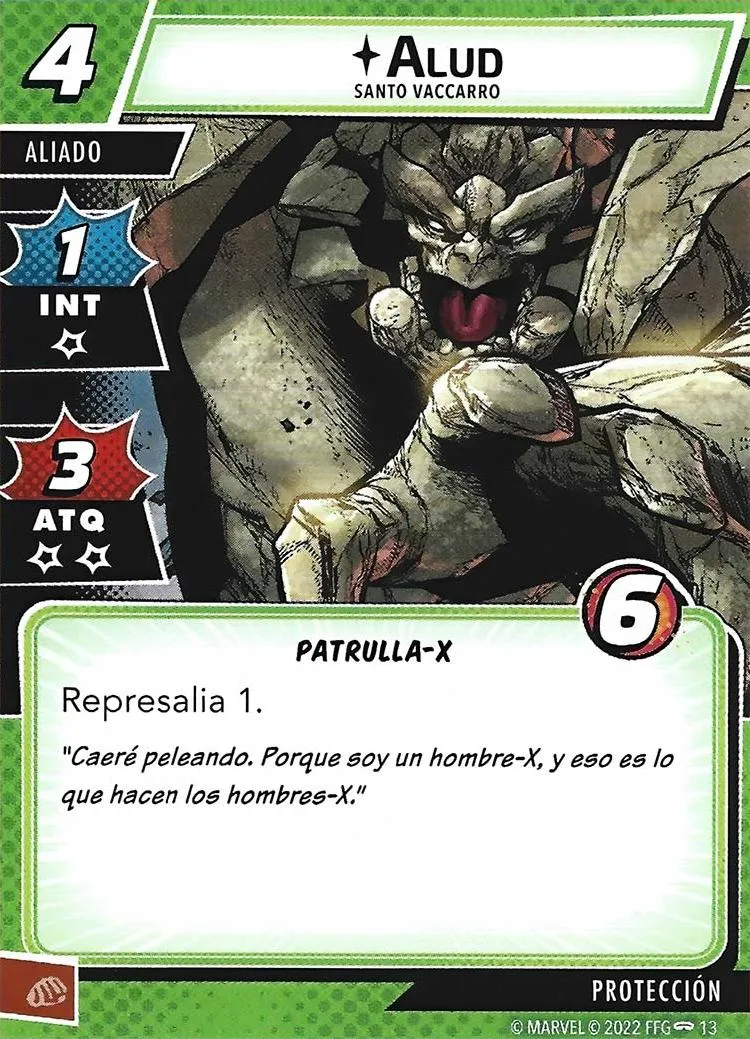 4
ALUD
SANTO VACCARRO
ALIADO
1
INT
3
ATQ
6
PATRULLA-X
Represalia 1.
"Caeré peleando. Porque soy un hombre-X, y eso es lo
que hacen los hombres-X."
PROTECCIÓN
© MARVEL © 2022 FFG 13